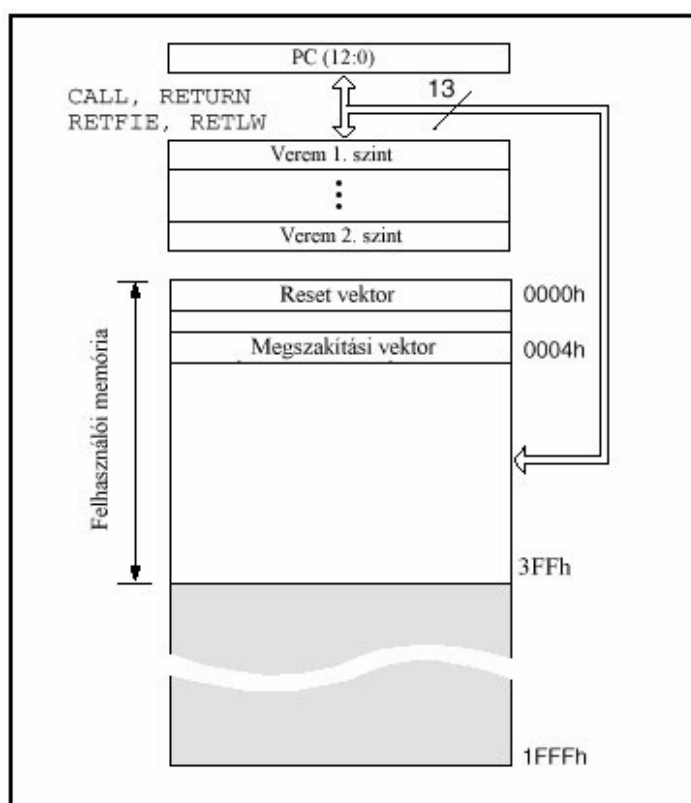 PC (12:0)
13
CALL, RETURN
RETFIE, RETLW
Verem 1. szint
Verem 2. szint
Reset vektor
0000h
Megszakítási vektor
0004h
Felhasználói memória
3FFh
1FFFh